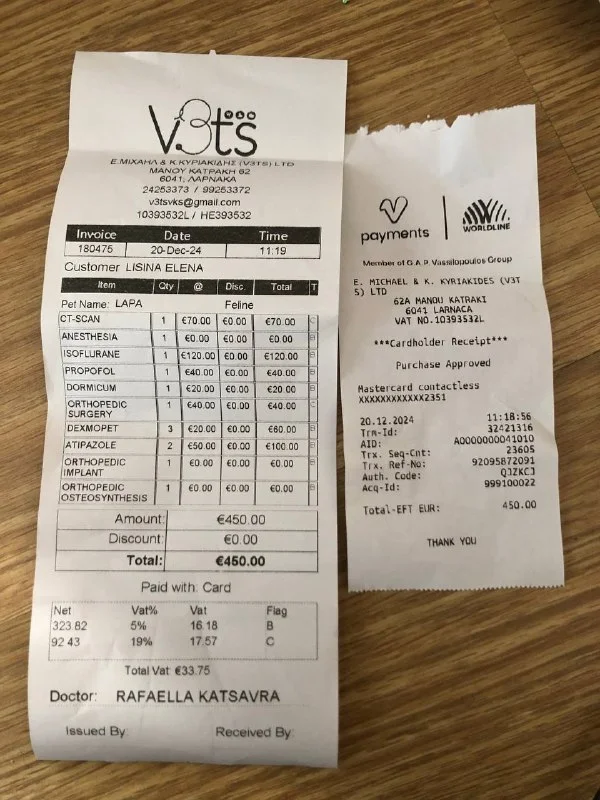 V3ts
Ε.ΜΙΧΑΗΛ & Κ.ΚΥΡΙΑΚΙΔΗΣ (V3TS) LTD
ΜΑΝΟΥ ΚΑΤΡΑΚΗ 62
6041, ΛΑΡΝΑΚΑ
24253373 / 99253372
v3tsvks@gmail.com
10393532L / HE393532
Invoice Date Time
180475 20-Dec-24 11:19
Customer LISINA ELENA
Item Qty @ Disc. Total T
Pet Name: LAPA Feline
CT-SCAN 1 €70.00 €0.00 €70.00 C
ANESTHESIA 1 €0.00 €0.00 €0.00 B
ISOFLURANE 1 €120.00 €0.00 €120.00 B
PROPOFOL 1 €40.00 €0.00 €40.00 B
DORMICUM 1 €20.00 €0.00 €20.00 B
ORTHOPEDIC SURGERY 1 €40.00 €0.00 €40.00 C
DEXMOPET 3 €20.00 €0.00 €60.00 B
ATIPAZOLE 2 €50.00 €0.00 €100.00 B
ORTHOPEDIC IMPLANT 1 €0.00 €0.00 €0.00 B
ORTHOPEDIC OSTEOSYNTHESIS 1 €0.00 €0.00 €0.00 B
Amount: €450.00
Discount: €0.00
Total: €450.00
Paid with: Card
Net Vat% Vat Flag
323.82 5% 16.18 B
92.43 19% 17.57 C
Total Vat: €33.75
Doctor: RAFAELLA KATSAVRA
Issued By: Received By:
payments WORLDLINE
Member of G.A.P. Vassilopoulos Group
E. MICHAEL & K. KYRIAKIDES (V3T
S) LTD
62A MANOU KATRAKI
6041 LARNACA
VAT NO.10393532L
***Cardholder Receipt***
Purchase Approved
Mastercard contactless
XXXXXXXXXXXX2351
20.12.2024 11:18:56
Trm-Id: 32421316
AID: A0000000041010
Trx. Seq-Cnt: 23605
Trx. Ref-No: 92095872091
Auth. Code: QJZKCJ
Acq-Id: 999100022
Total-EFT EUR: 450.00
THANK YOU